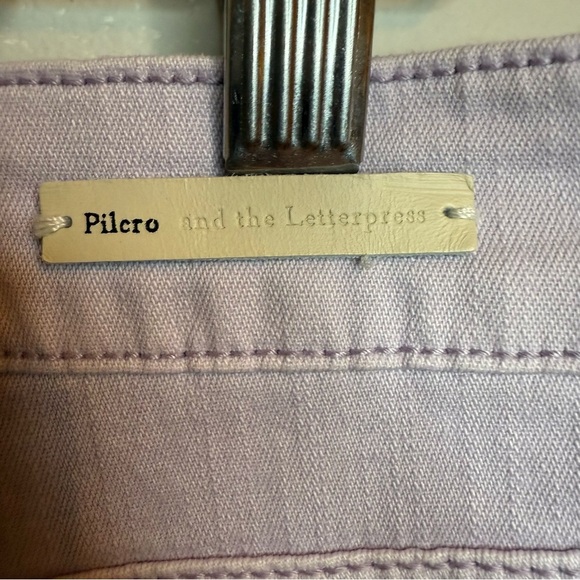 Pilcro and the Letterpress